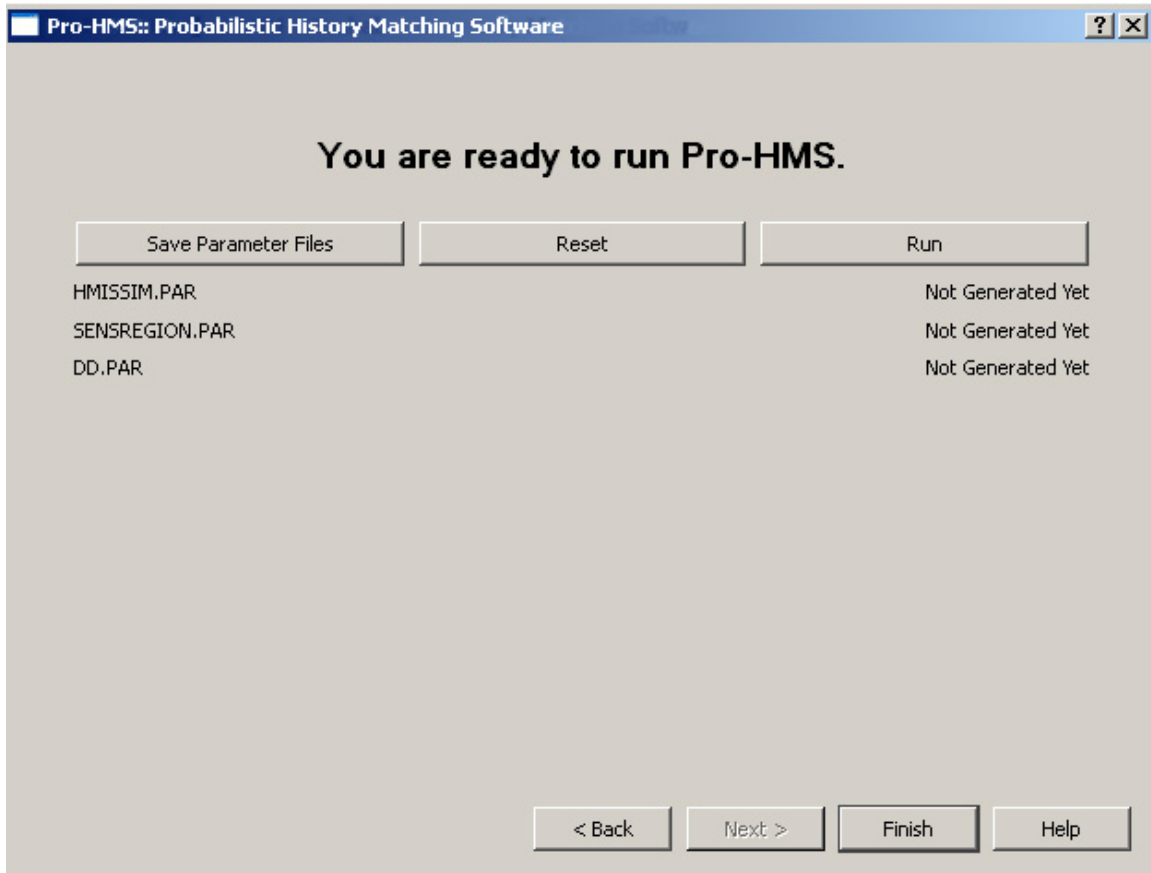 Pro-HMS:: Probabilistic History Matching Software
You are ready to run Pro-HMS.
Save Parameter Files Reset Run
HMISSIM.PAR Not Generated Yet
SENSREGION.PAR Not Generated Yet
DD.PAR Not Generated Yet
< Back Next > Finish Help